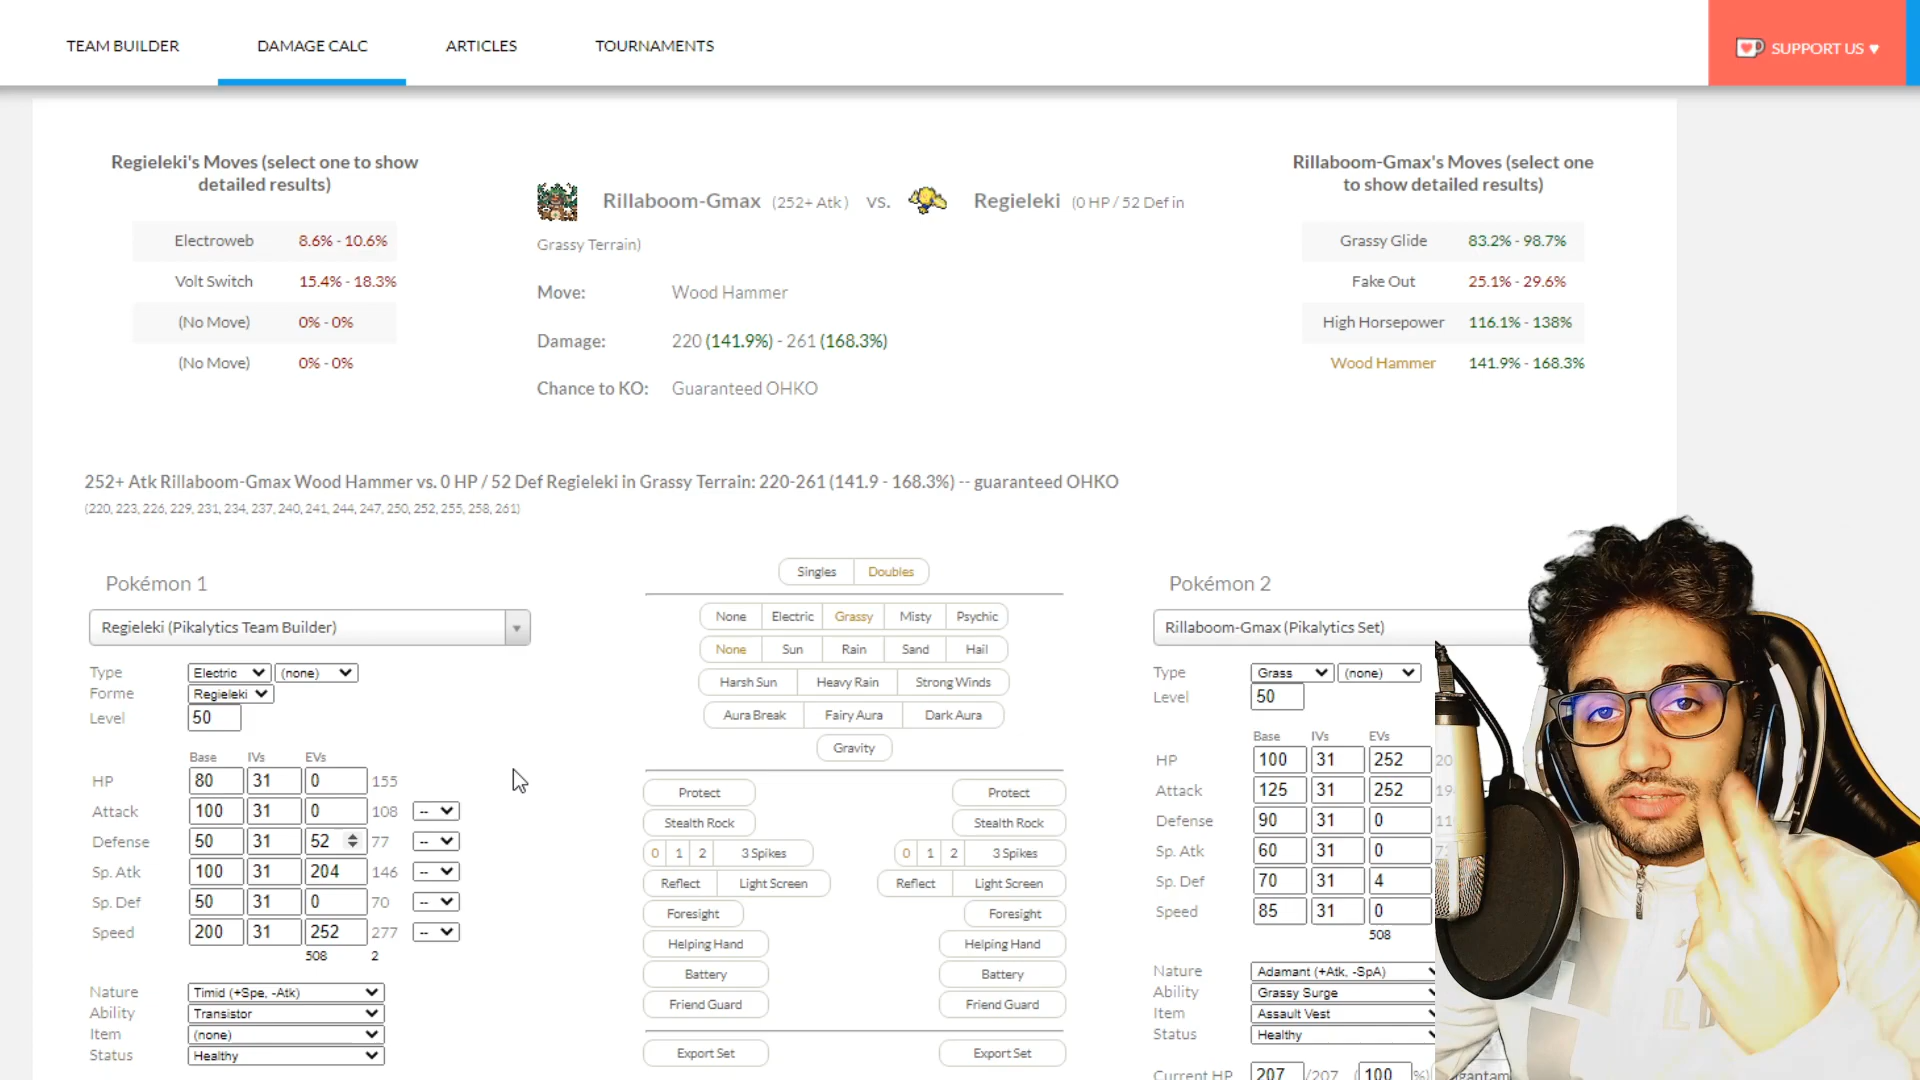 TEAM BUILDER DAMAGE CALC ARTICLES TOURNAMENTS SUPPORT US ♥
Regieleki's Moves (select one to show
detailed results)
Electroweb 8.6% - 10.6%
Volt Switch 15.4% - 18.3%
(No Move) 0% - 0%
(No Move) 0% - 0%
Rillaboom-Gmax (252+ Atk) VS. Regieleki (0 HP / 52 Def in
Grassy Terrain)
Move: Wood Hammer
Damage: 220 (141.9%) - 261 (168.3%)
Chance to KO: Guaranteed OHKO
Rillaboom-Gmax's Moves (select one
to show detailed results)
Grassy Glide 83.2% - 98.7%
Fake Out 25.1% - 29.6%
High Horsepower 116.1% - 138%
Wood Hammer 141.9% - 168.3%
252+ Atk Rillaboom-Gmax Wood Hammer vs. 0 HP / 52 Def Regieleki in Grassy Terrain: 220-261 (141.9 - 168.3%) -- guaranteed OHKO
(220, 223, 226, 229, 231, 234, 237, 240, 241, 244, 247, 250, 252, 255, 258, 261)
Pokémon 1
Regieleki (Pikalytics Team Builder)
Type Electric (none)
Forme Regieleki
Level 50
Base IVs EVs
HP 80 31 0 155
Attack 100 31 0 108 --
Defense 50 31 52 77 --
Sp. Atk 100 31 204 146 --
Sp. Def 50 31 0 70 --
Speed 200 31 252 277 --
508 2
Nature Timid (+Spe, -Atk)
Ability Transistor
Item (none)
Status Healthy
Singles Doubles
None Electric Grassy Misty Psychic
None Sun Rain Sand Hail
Harsh Sun Heavy Rain Strong Winds
Aura Break Fairy Aura Dark Aura
Gravity
Protect Protect
Stealth Rock Stealth Rock
0 1 2 3 Spikes 0 1 2 3 Spikes
Reflect Light Screen Reflect Light Screen
Foresight Foresight
Helping Hand Helping Hand
Battery Battery
Friend Guard Friend Guard
Export Set Export Set
Pokémon 2
Rillaboom-Gmax (Pikalytics Set)
Type Grass (none)
Level 50
Base IVs EVs
HP 100 31 252
Attack 125 31 252
Defense 90 31 0
Sp. Atk 60 31 0
Sp. Def 70 31 4
Speed 85 31 0
508
Nature Adamant (+Atk, -SpA)
Ability Grassy Surge
Item Assault Vest
Status Healthy
Current HP 207 /207 (100 %)